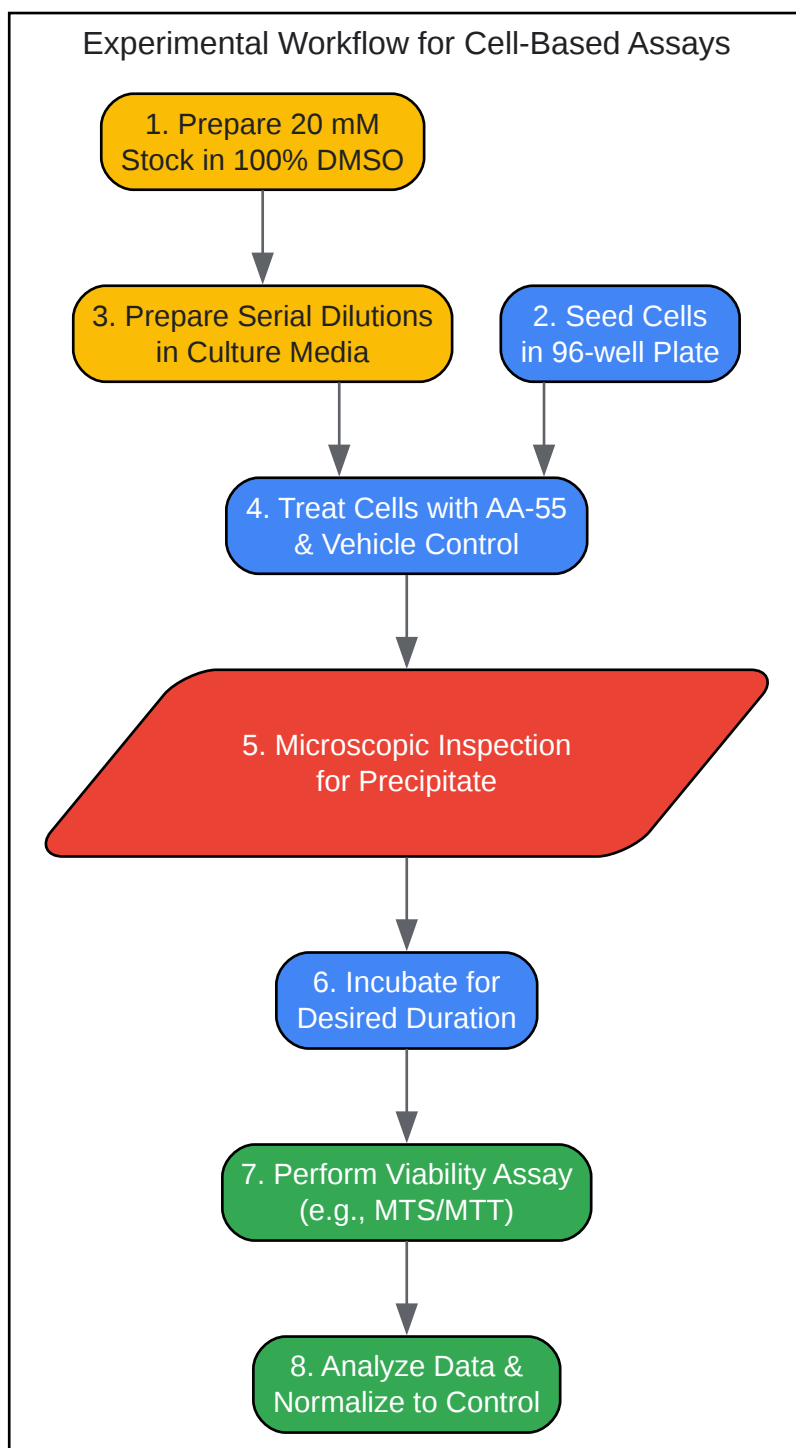 Experimental Workflow for Cell-Based Assays
1. Prepare 20 mM
Stock in 100% DMSO
3. Prepare Serial Dilutions
in Culture Media
2. Seed Cells
in 96-well Plate
4. Treat Cells with AA-55
& Vehicle Control
5. Microscopic Inspection
for Precipitate
6. Incubate for
Desired Duration
7. Perform Viability Assay
(e.g., MTS/MTT)
8. Analyze Data &
Normalize to Control